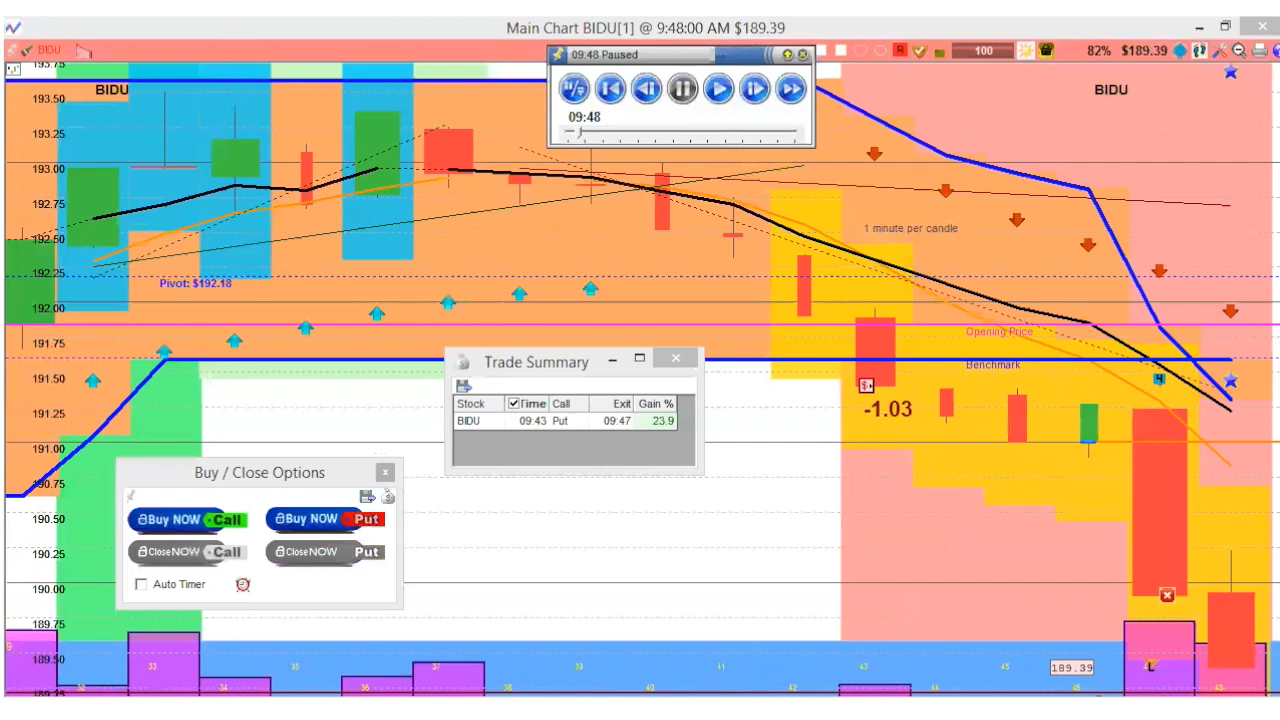 Main Chart BIDU[1] @ 9:48:00 AM $189.39
BIDU
09:48 Paused
R
100
82%
$189.39
09:48
193.75
BIDU
BIDU
193.50
193.25
193.00
192.75
1 minute per candle
192.50
192.25
Pivot: $192.18
192.00
Opening Price
191.75
Benchmark
191.50
Trade Summary
Stock Time Call Exit Gain %
BIDU 09:43 Put 09:47 23.9
$
-1.03
191.25
191.00
190.75
Buy / Close Options
Buy NOW Call
Buy NOW Put
Close NOW Call
Close NOW Put
Auto Timer
190.50
190.25
190.00
189.75
189.50
189.25
9
33 35 37 39 41 43 45
189.39
L
32 34 36 38 40 42 44 46 48